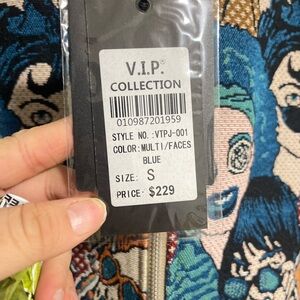 V.I.P.®
COLLECTION
010987201959
STYLE NO.:VTPJ-001
COLOR:MULTI/FACES
BLUE
SIZE: S
PRICE: $229